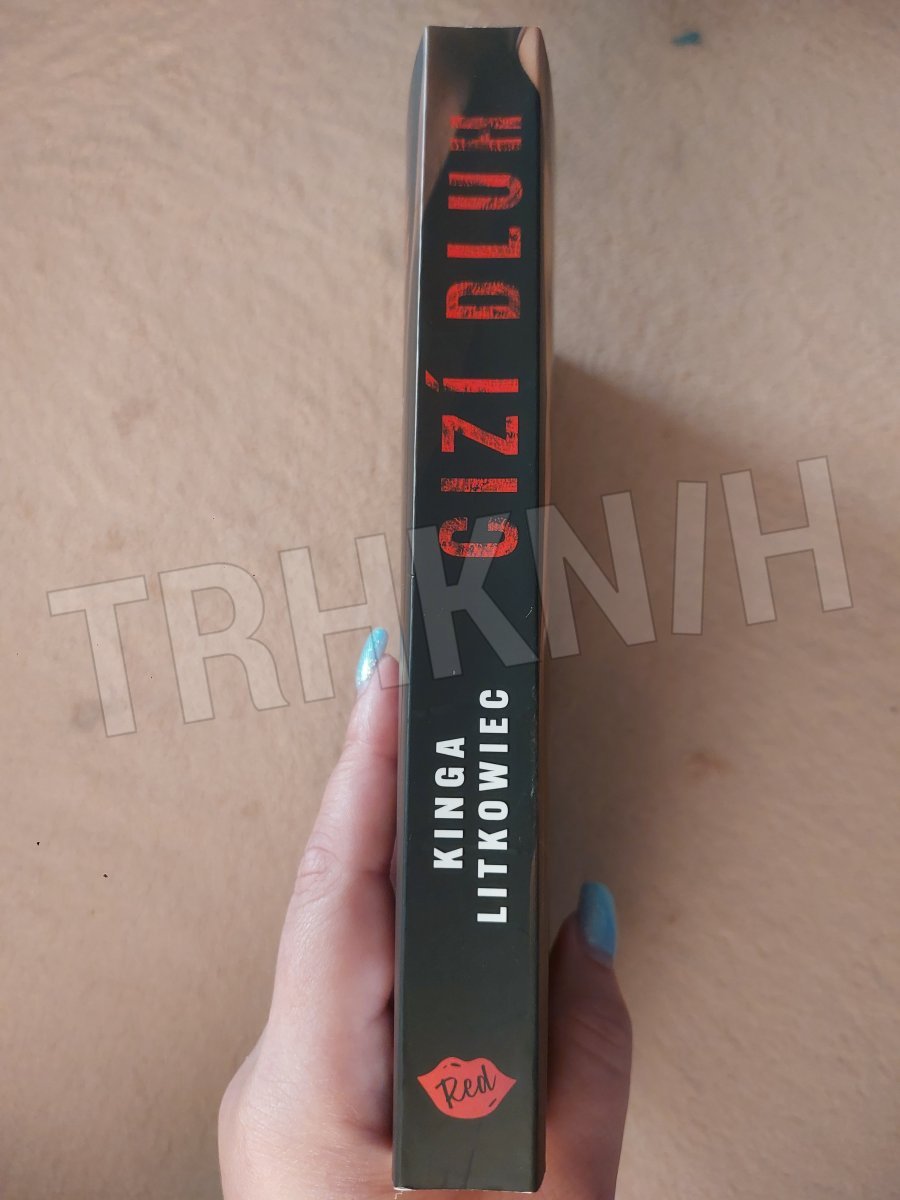 CIZÍ DLUH
KINGA
LITKOWIEC
Red
TRHKNIH